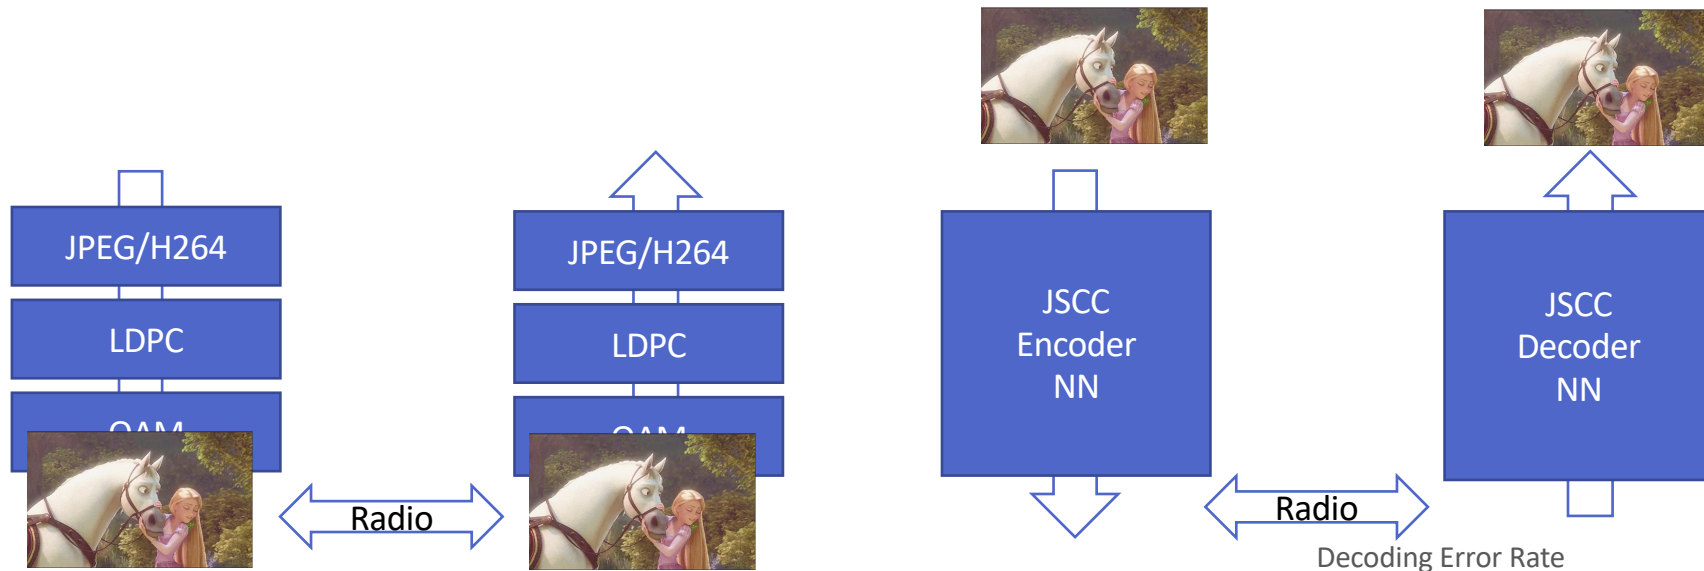 JPEG/H264
LDPC
Radio
JPEG/H264
LDPC
JSCC
Encoder
NN
Radio
JSCC
Decoder
NN
Decoding Error Rate